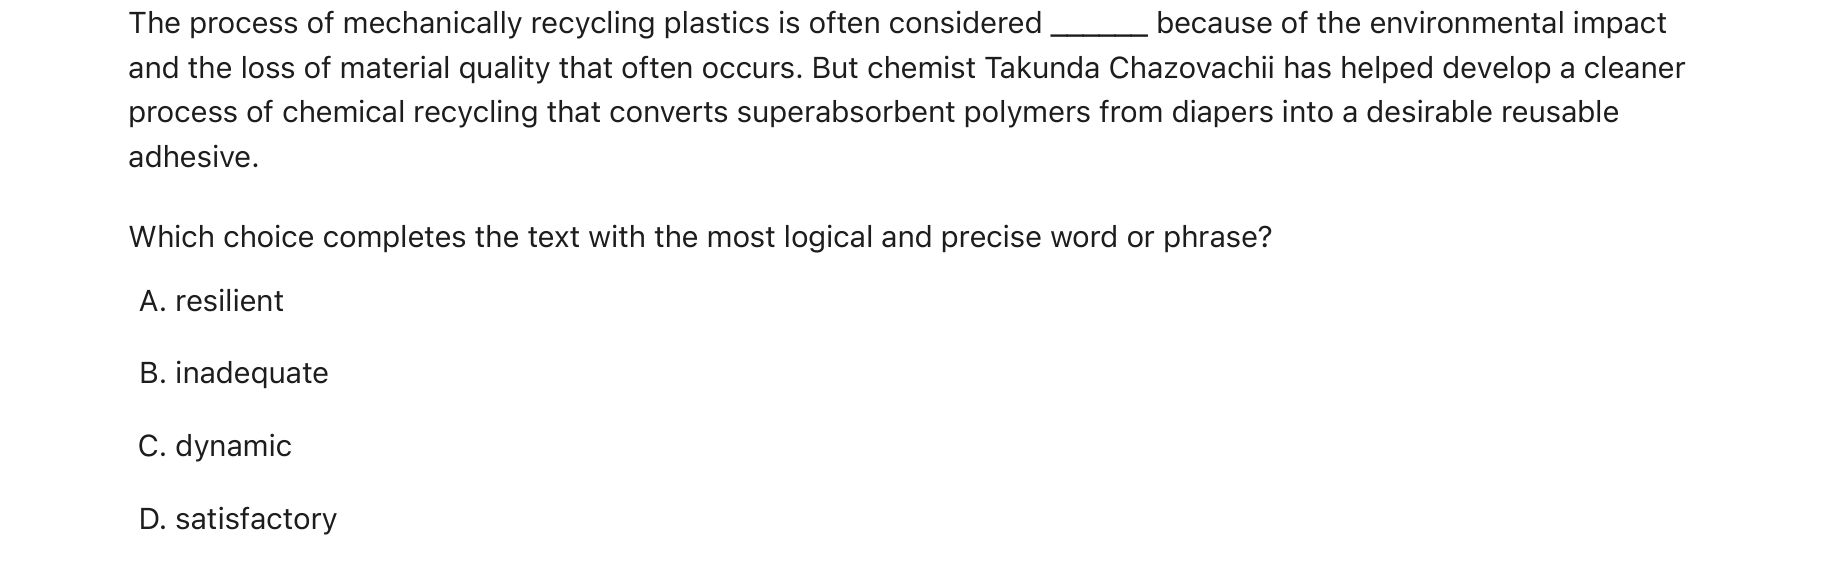 The process of mechanically recycling plastics is often considered ______ because of the environmental impact
and the loss of material quality that often occurs. But chemist Takunda Chazovachii has helped develop a cleaner
process of chemical recycling that converts superabsorbent polymers from diapers into a desirable reusable
adhesive.
Which choice completes the text with the most logical and precise word or phrase?
A. resilient
B. inadequate
C. dynamic
D. satisfactory